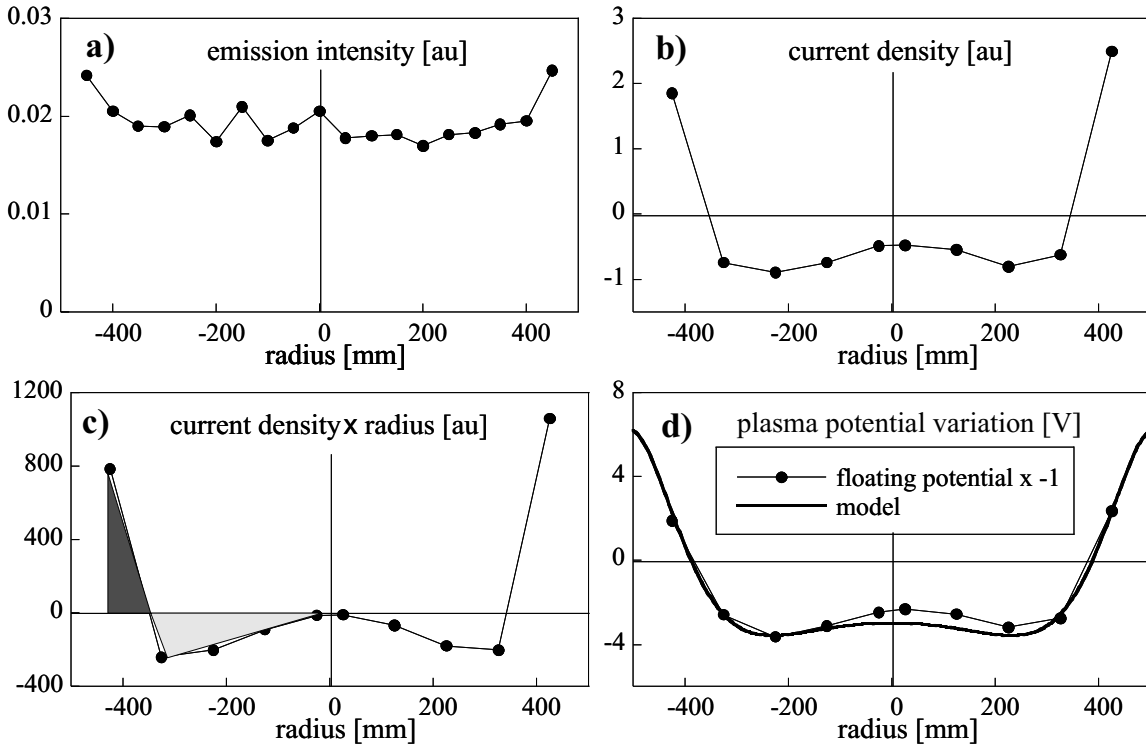 a)
emission intensity [au]
0.03
0.02
0.01
0
-400
-200
0
200
400
radius [mm]
b)
current density [au]
3
2
1
0
-1
-400
-200
0
200
400
radius [mm]
c)
current density x radius [au]
1200
800
400
0
-400
-400
-200
0
200
400
radius [mm]
d)
plasma potential variation [V]
floating potential x -1
model
8
4
0
-4
-8
-400
-200
0
200
400
radius [mm]